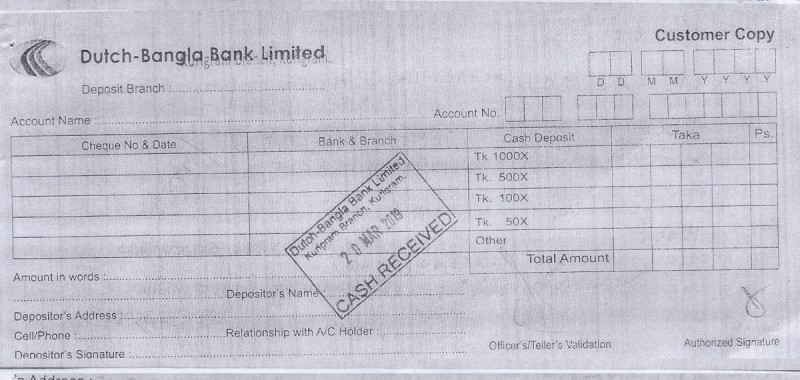 Customer Copy
Dutch-Bangla Bank Limited
D D M M Y Y Y Y
Deposit Branch :
Account Name :
Account No.
Cheque No & Date Bank & Branch Cash Deposit Taka Ps.
Tk. 1000X
Tk. 500X
Tk. 100X
Tk. 50X
Other
Total Amount
Dutch-Bangla Bank Limited
Kurigram Branch, Kurigram.
20 MAR 2019
CASH RECEIVED
Amount in words :
Depositor's Name :
Depositor's Address :
Cell/Phone : Relationship with A/C Holder :
Depositor's Signature :
Officer's/Teller's Validation Authorized Signature
's Address :